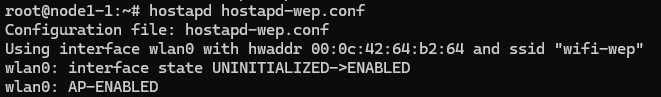 root@node1-1:~# hostapd hostapd-wep.conf
Configuration file: hostapd-wep.conf
Using interface wlan0 with hwaddr 00:0c:42:64:b2:64 and ssid "wifi-wep"
wlan0: interface state UNINITIALIZED->ENABLED
wlan0: AP-ENABLED